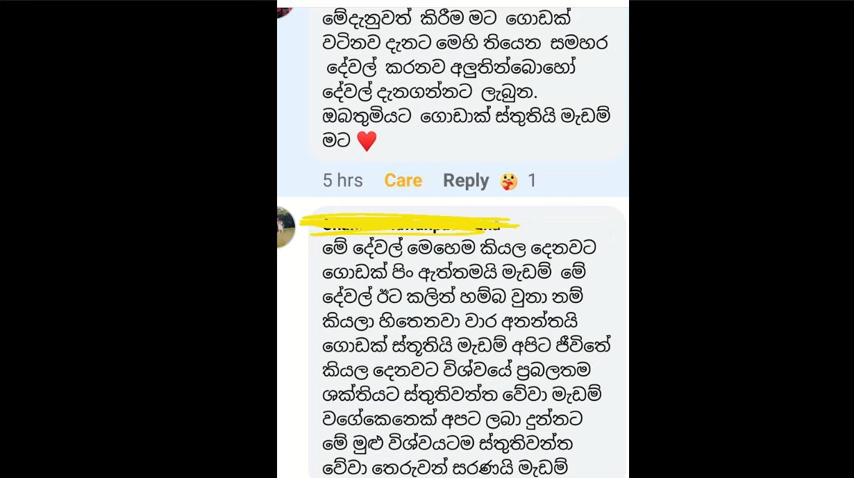 මේදැනුවත් කිරීම මට ගොඩක්
වටිනව දැනට මෙහි තියෙන සමහර
දේවල් කරනව අලුතින්බොහෝ
දේවල් දැනගන්නට ලැබුන.
ඔබතුමියට ගොඩාක් ස්තුතියි මැඩම්
මට ❤️
5 hrs Care Reply 1
මේ දේවල් මෙහෙම කියල දෙනවට
ගොඩක් පිං ඇත්තමයි මැඩම් මේ
දේවල් ඊට කලින් හම්බ වුනා නම්
කියලා හිතෙනවා වාර අනන්තයි
ගොඩක් ස්තූතියි මැඩම් අපිට ජීවිතේ
කියල දෙනවට විශ්වයේ ප්‍රබලතම
ශක්තියට ස්තුතිවන්ත වේවා මැඩම්
වගේකෙනෙක් අපට ලබා දුන්නට
මේ මුළු විශ්වයටම ස්තුතිවන්ත
වේවා තෙරුවන් සරණයි මැඩම්